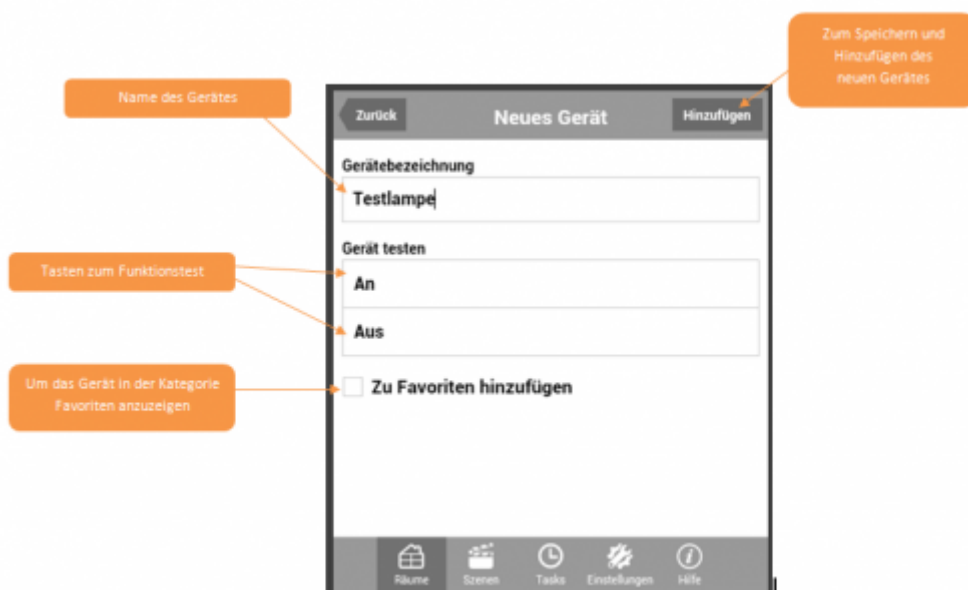 Zum Speichern und
Hinzufügen des
neuen Gerätes
Name des Gerätes
Zurück
Neues Gerät
Hinzufügen
Gerätebezeichnung
Testlampe
Gerät testen
Tasten zum Funktionstest
An
Aus
Um das Gerät in der Kategorie
Favoriten anzuzeigen
Zu Favoriten hinzufügen
Räume
Szenen
Tasks
Einstellungen
Hilfe